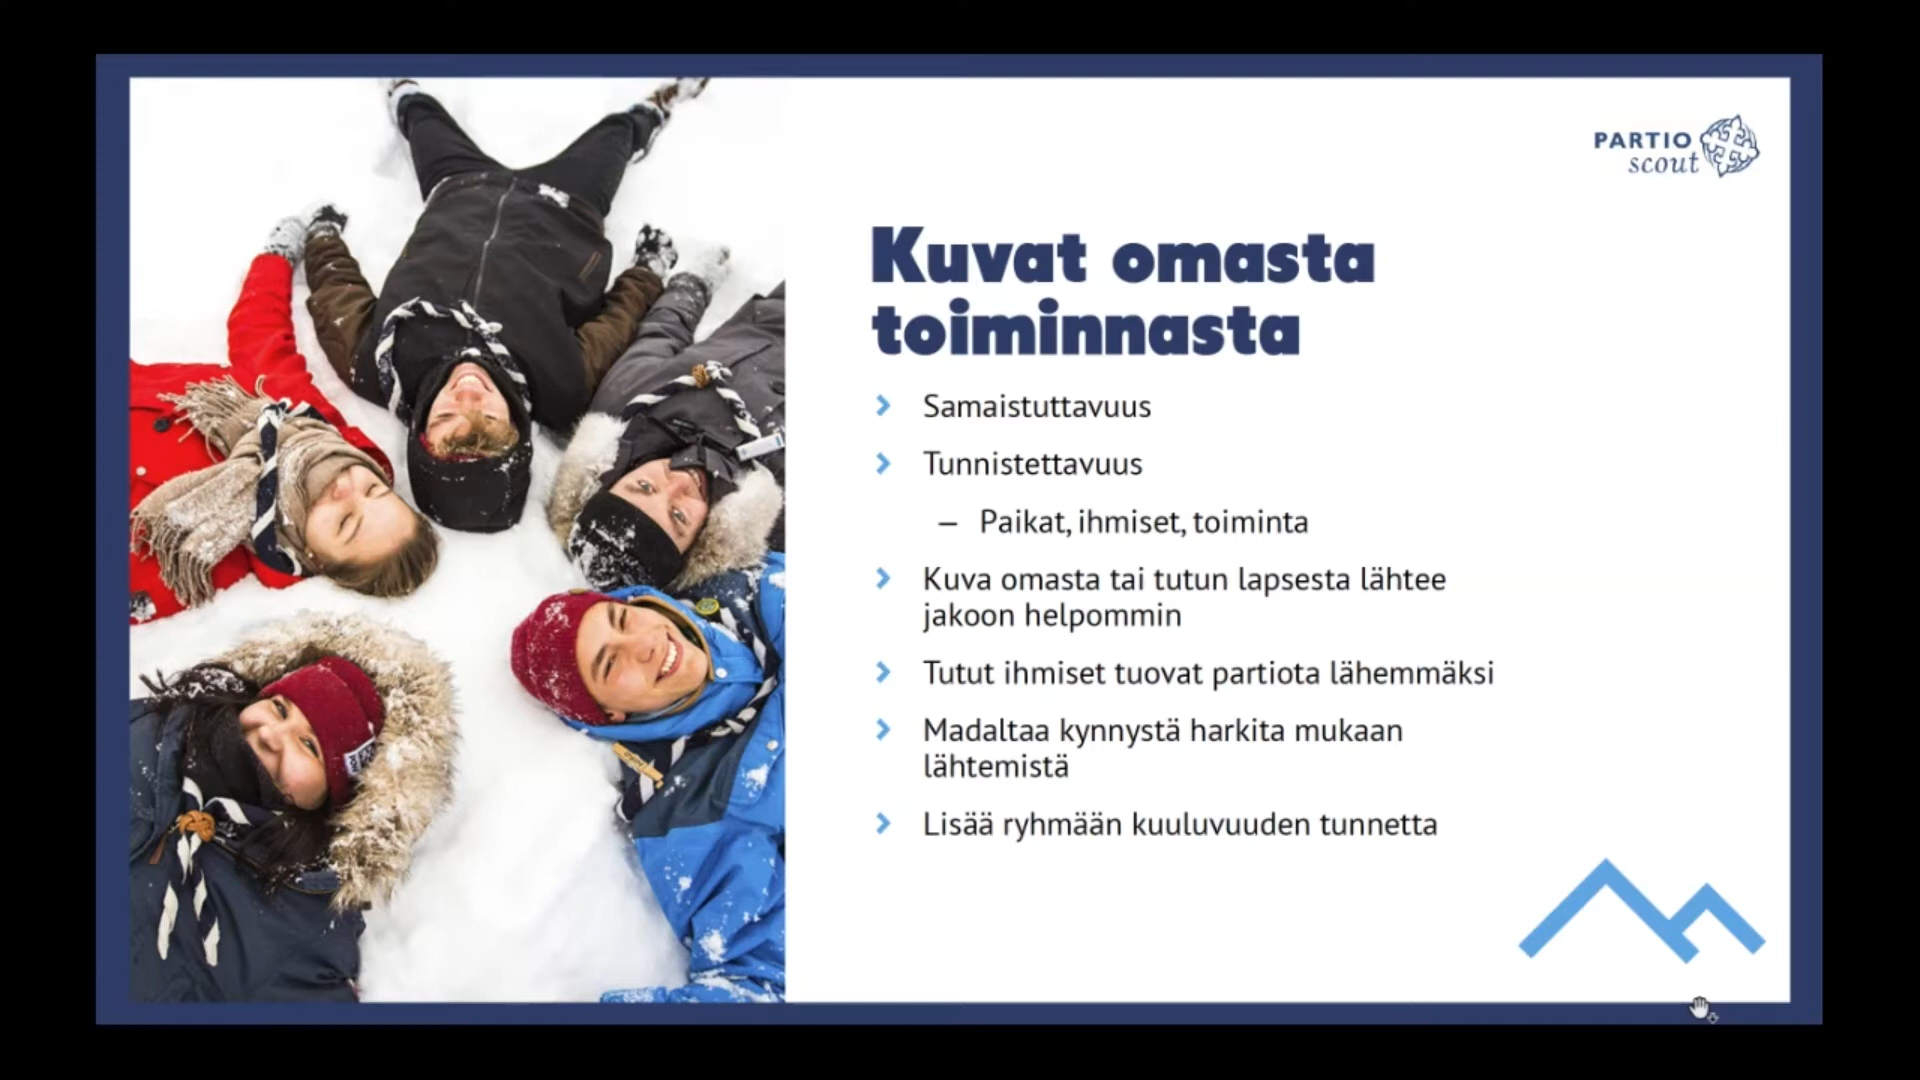 PARTIO
scout
Kuvat omasta
toiminnasta
Samaistuttavuus
Tunnistettavuus
– Paikat, ihmiset, toiminta
Kuva omasta tai tutun lapsesta lähtee
jakoon helpommin
Tutut ihmiset tuovat partiota lähemmäksi
Madaltaa kynnystä harkita mukaan
lähtemistä
Lisää ryhmään kuuluvuuden tunnetta